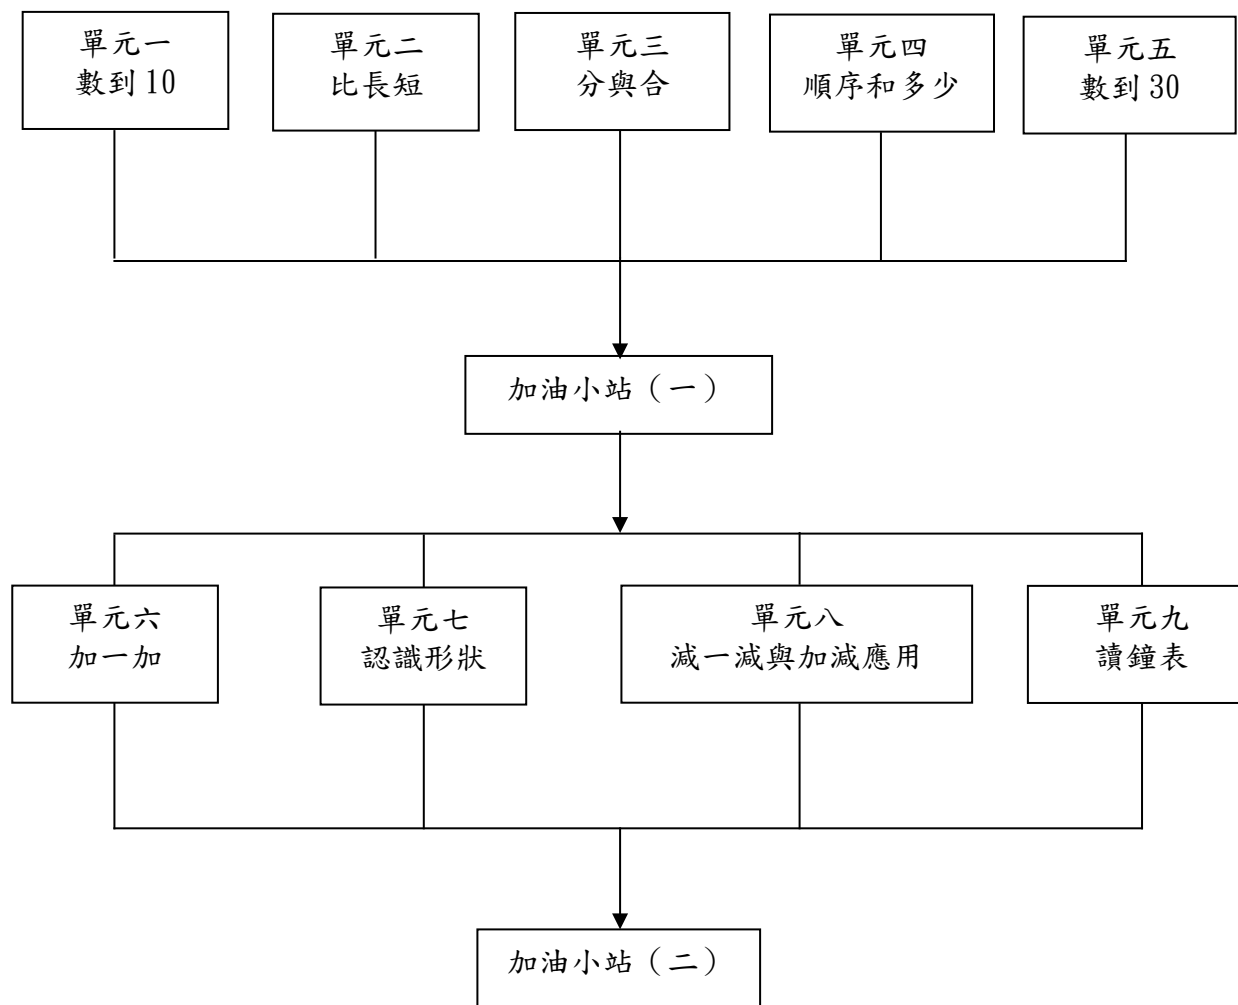 單元一
數到10
單元二
比長短
單元三
分與合
單元四
順序和多少
單元五
數到30
加油小站（一）
單元六
加一加
單元七
認識形狀
單元八
減一減與加減應用
單元九
讀鐘表
加油小站（二）